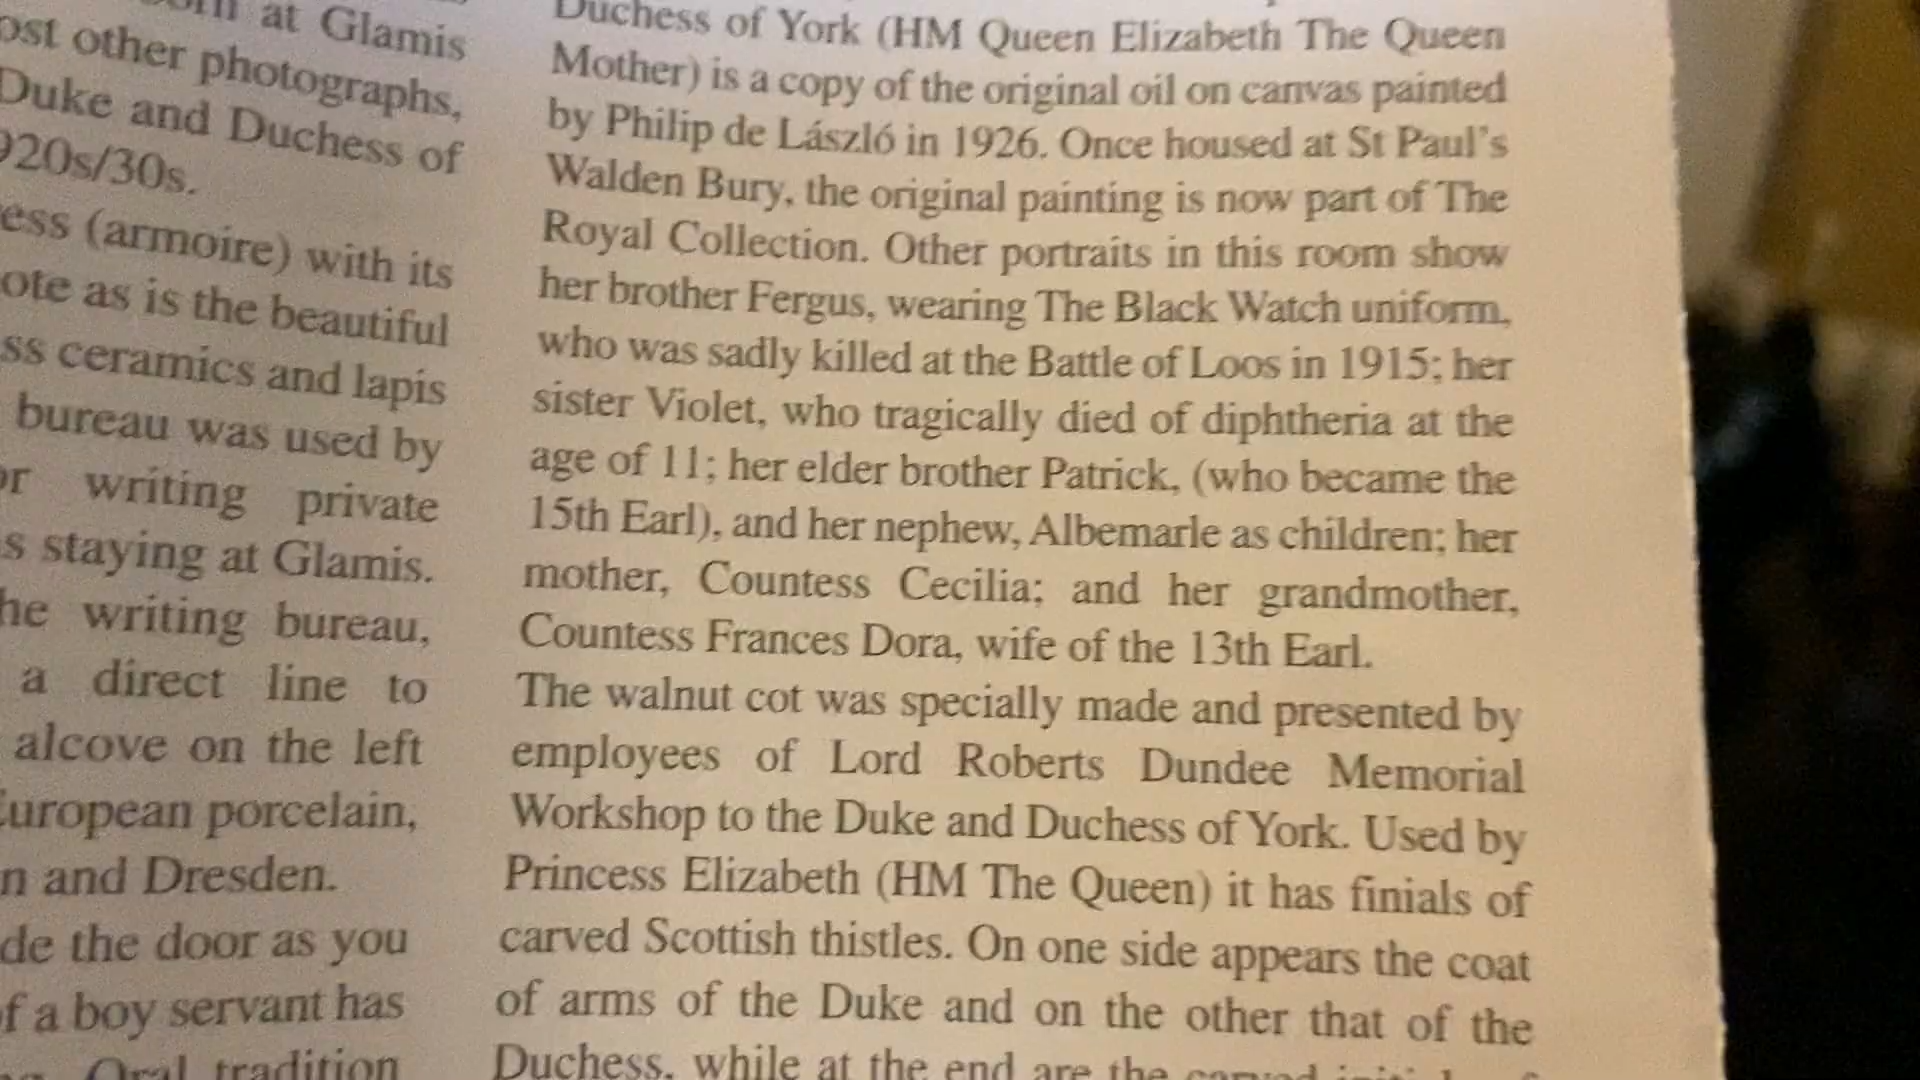 at Glamis
other photographs,
Duke and Duchess of
920s/30s.
(armoire) with its
as is the beautiful
ceramics and lapis
bureau was used by
writing private
staying at Glamis.
writing bureau,
a direct line to
alcove on the left
European porcelain,
and Dresden.
the door as you
a boy servant has
Oral tradition
Duchess of York (HM Queen Elizabeth The Queen
Mother) is a copy of the original oil on canvas painted
by Philip de László in 1926. Once housed at St Paul's
Walden Bury, the original painting is now part of The
Royal Collection. Other portraits in this room show
her brother Fergus, wearing The Black Watch uniform,
who was sadly killed at the Battle of Loos in 1915; her
sister Violet, who tragically died of diphtheria at the
age of 11; her elder brother Patrick, (who became the
15th Earl), and her nephew, Albemarle as children; her
mother, Countess Cecilia; and her grandmother,
Countess Frances Dora, wife of the 13th Earl.
The walnut cot was specially made and presented by
employees of Lord Roberts Dundee Memorial
Workshop to the Duke and Duchess of York. Used by
Princess Elizabeth (HM The Queen) it has finials of
carved Scottish thistles. On one side appears the coat
of arms of the Duke and on the other that of the
Duchess, while at the end are the carved